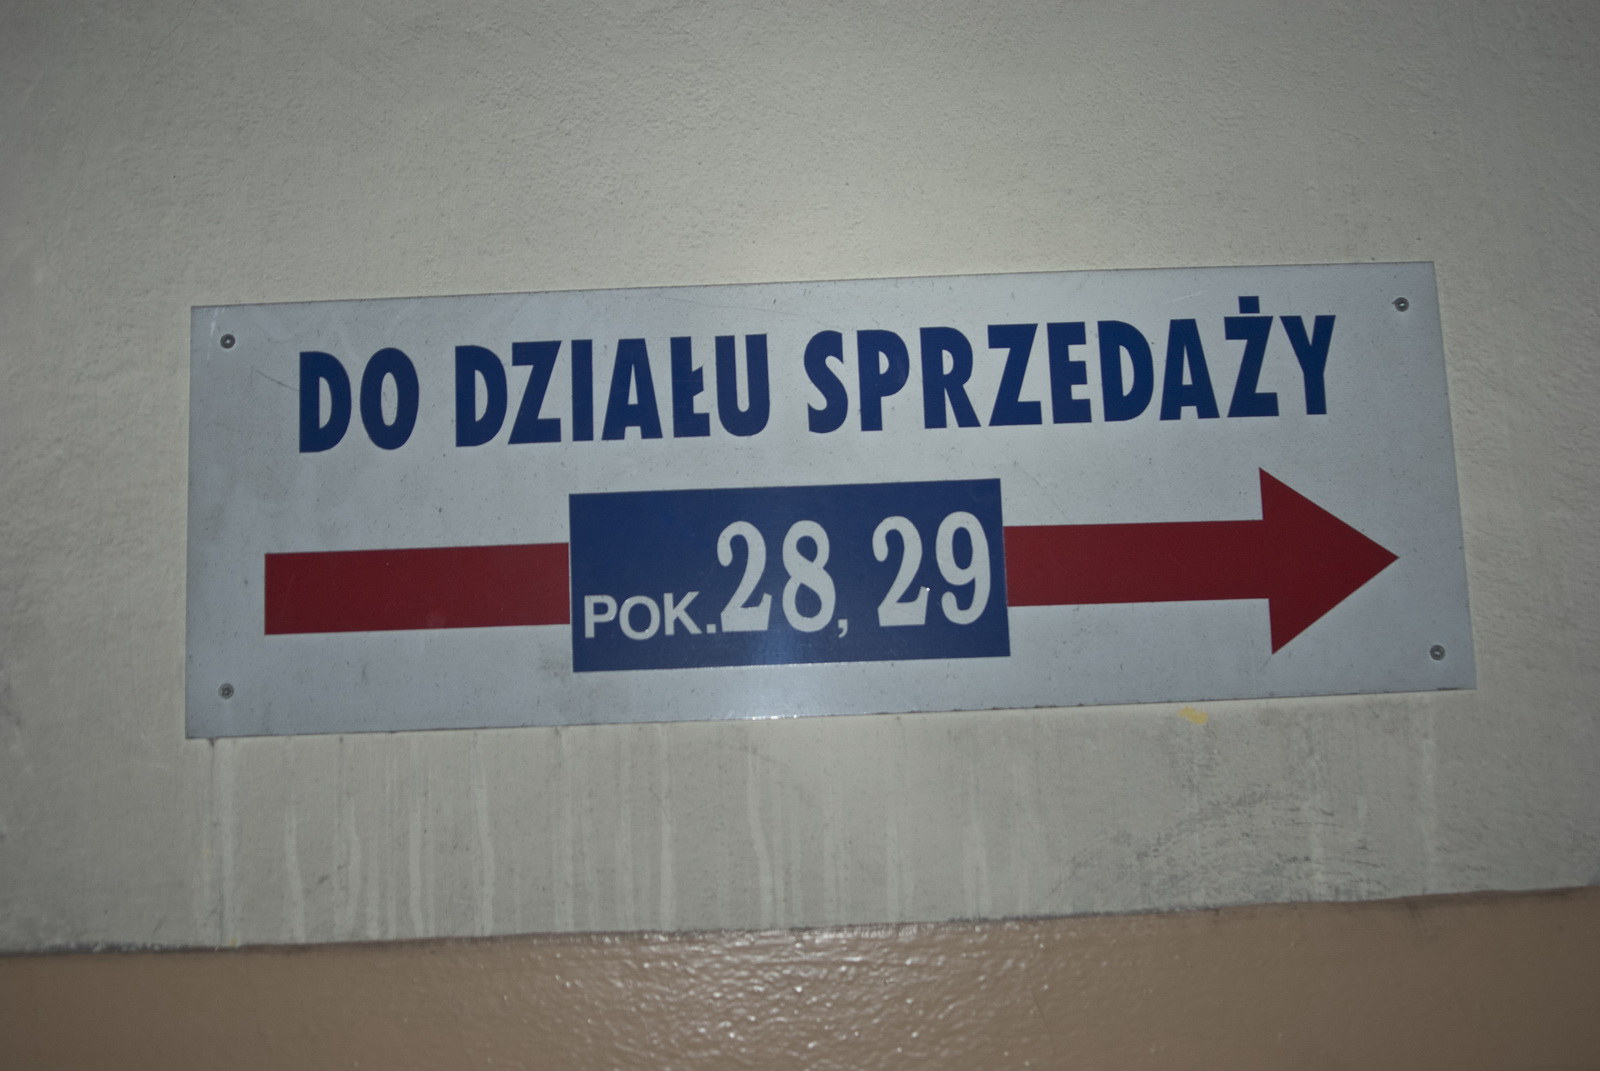 DO DZIAŁU SPRZEDAŻY
POK. 28, 29